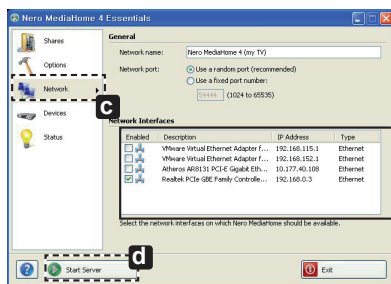 Nero MediaHome 4 Essentials
Shares
Options
Network
Devices
Status
General
Network name: Nero MediaHome 4 (my TV)
Network port: Use a random port (recommended)
Use a fixed port number:
54444 (1024 to 65535)
c
Network Interfaces
Enabled Description IP Address Type
VMware Virtual Ethernet Adapter f... 192.168.115.1 Ethernet
VMware Virtual Ethernet Adapter f... 192.168.152.1 Ethernet
Atheros AR8131 PCI-E Gigabit Eth... 10.177.40.108 Ethernet
Realtek PCIe GBE Family Controlle... 192.168.0.3 Ethernet
Select the network interfaces on which Nero MediaHome should be available.
d
? Start Server Exit